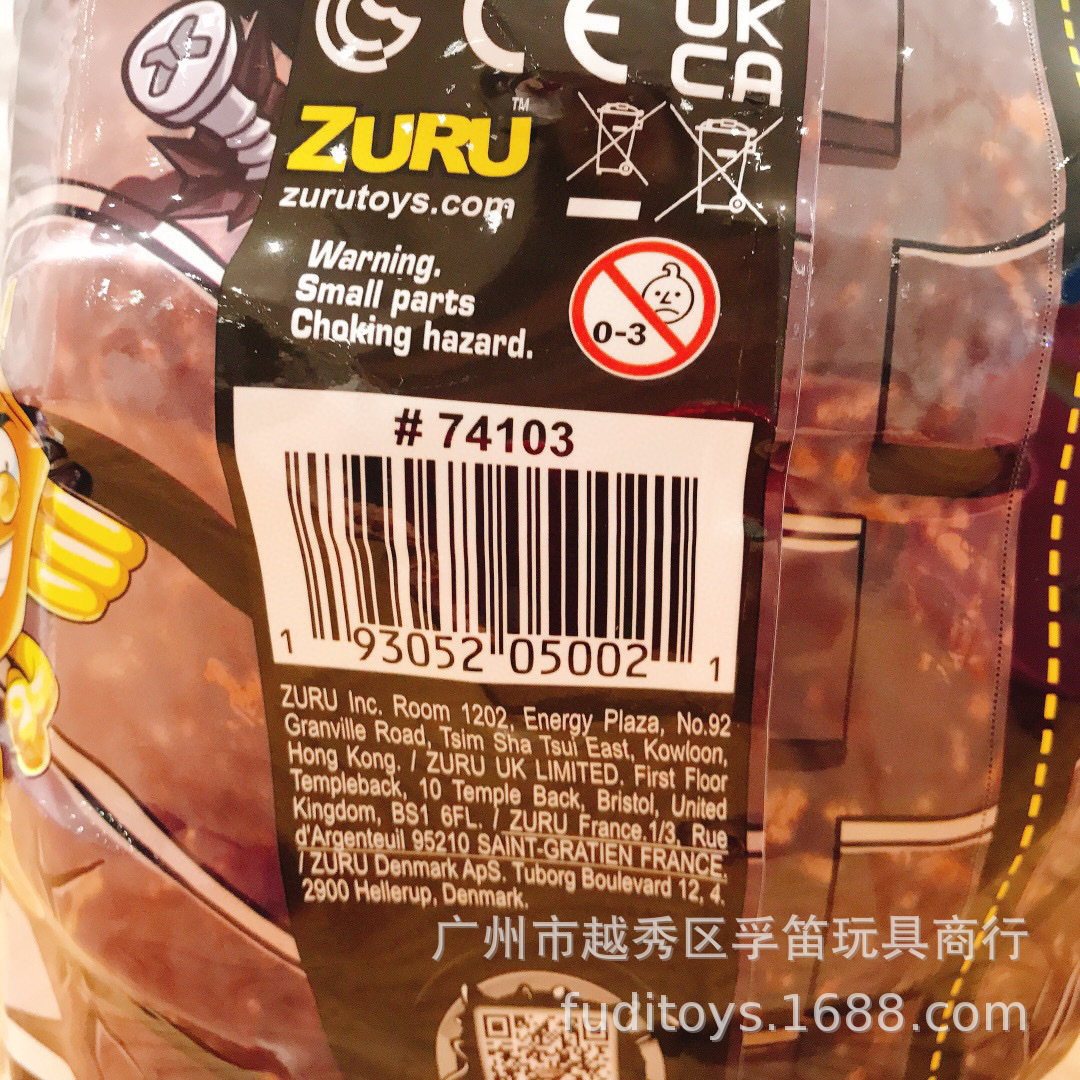 CE
UK
CA
ZURU™
zurutoys.com
Warning.
Small parts
Choking hazard.
0-3
# 74103
1 93052 05002 1
ZURU Inc. Room 1202, Energy Plaza, No.92
Granville Road, Tsim Sha Tsui East, Kowloon,
Hong Kong. / ZURU UK LIMITED. First Floor
Templeback, 10 Temple Back, Bristol, United
Kingdom, BS1 6FL. / ZURU France,1/3, Rue
d'Argenteuil 95210 SAINT-GRATIEN FRANCE.
/ ZURU Denmark ApS. Tuborg Boulevard 12, 4.
2900 Hellerup, Denmark.
广州市越秀区孚笛玩具商行
fuditoys.1688.com